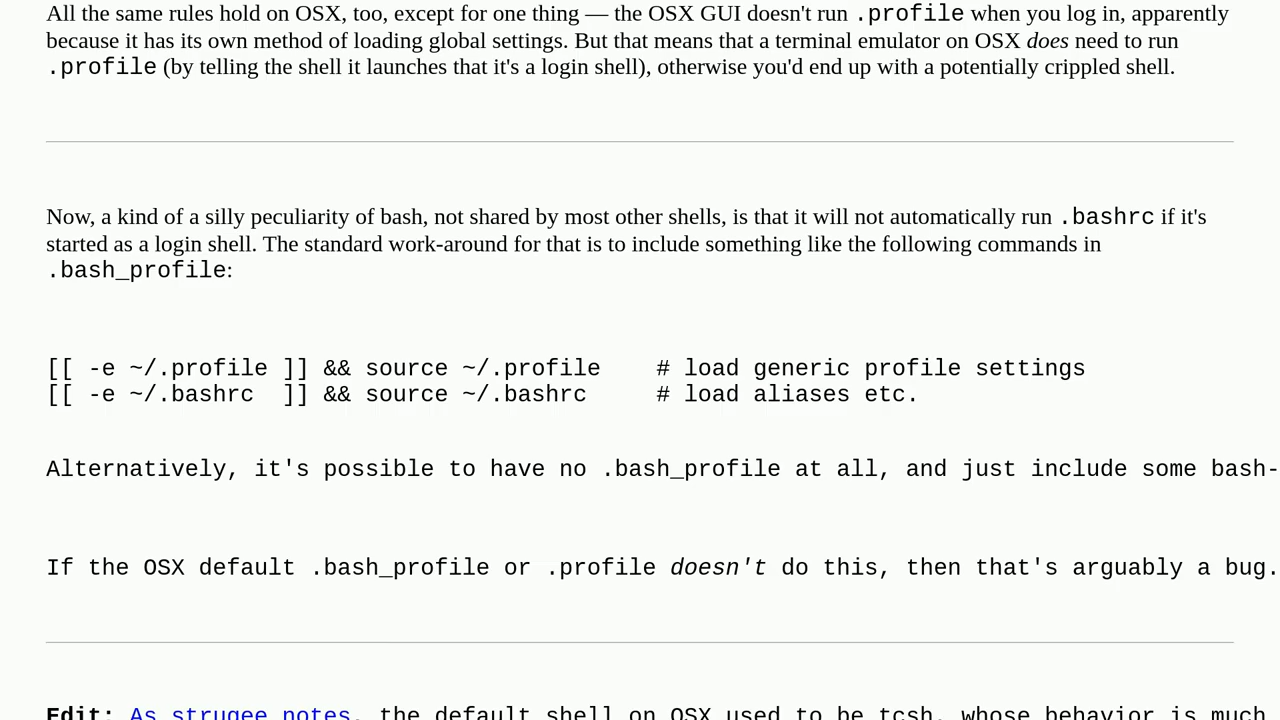 All the same rules hold on OSX, too, except for one thing — the OSX GUI doesn't run .profile when you log in, apparently
because it has its own method of loading global settings. But that means that a terminal emulator on OSX does need to run
.profile (by telling the shell it launches that it's a login shell), otherwise you'd end up with a potentially crippled shell.
Now, a kind of a silly peculiarity of bash, not shared by most other shells, is that it will not automatically run .bashrc if it's
started as a login shell. The standard work-around for that is to include something like the following commands in
.bash_profile:
[[ -e ~/.profile ]] && source ~/.profile    # load generic profile settings
[[ -e ~/.bashrc  ]] && source ~/.bashrc     # load aliases etc.
Alternatively, it's possible to have no .bash_profile at all, and just include some bash-
If the OSX default .bash_profile or .profile doesn't do this, then that's arguably a bug.
Edit: As strugee notes, the default shell on OSX used to be tcsh, whose behavior is much